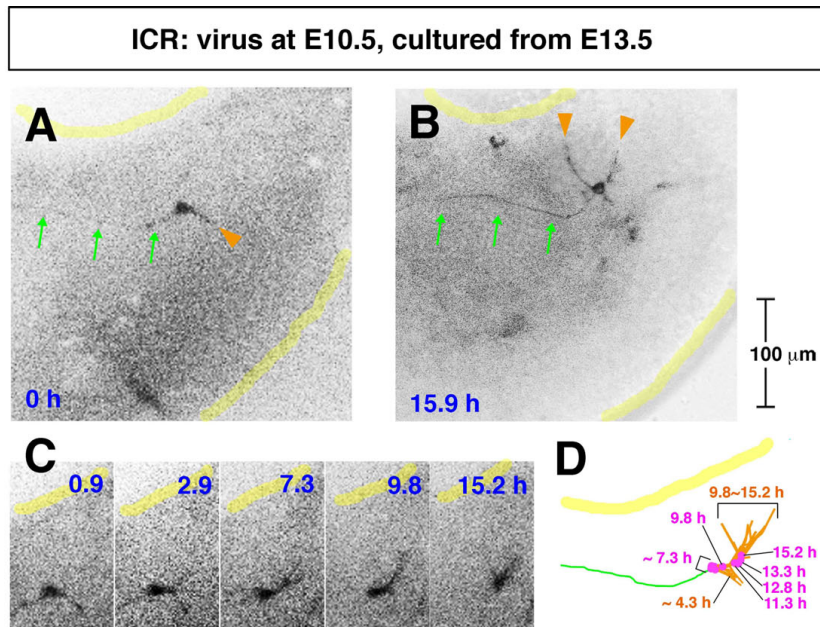 ICR: virus at E10.5, cultured from E13.5
A
0 h
B
15.9 h
100 µm
C
0.9
2.9
7.3
9.8
15.2 h
D
9.8~15.2 h
9.8 h
~ 7.3 h
15.2 h
13.3 h
12.8 h
11.3 h
~ 4.3 h